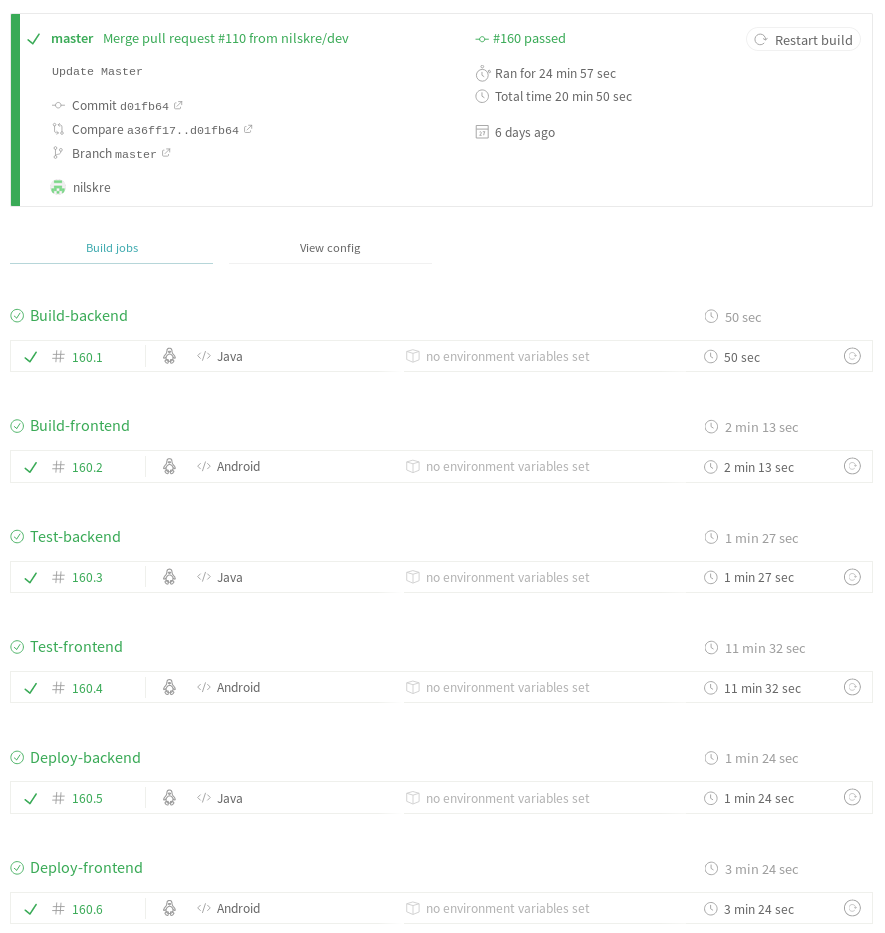 master Merge pull request #110 from nilskre/dev
#160 passed
Restart build
Update Master
Ran for 24 min 57 sec
Total time 20 min 50 sec
Commit d01fb64
Compare a36ff17..d01fb64
6 days ago
27
Branch master
nilskre
Build jobs
View config
Build-backend 50 sec
# 160.1 </> Java no environment variables set 50 sec
Build-frontend 2 min 13 sec
# 160.2 </> Android no environment variables set 2 min 13 sec
Test-backend 1 min 27 sec
# 160.3 </> Java no environment variables set 1 min 27 sec
Test-frontend 11 min 32 sec
# 160.4 </> Android no environment variables set 11 min 32 sec
Deploy-backend 1 min 24 sec
# 160.5 </> Java no environment variables set 1 min 24 sec
Deploy-frontend 3 min 24 sec
# 160.6 </> Android no environment variables set 3 min 24 sec